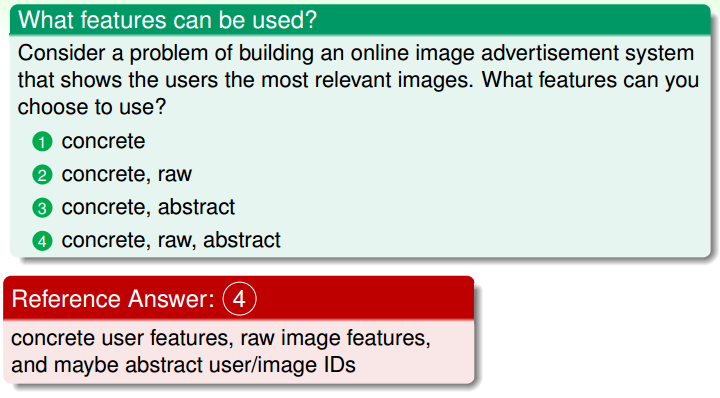 What features can be used?
Consider a problem of building an online image advertisement system
that shows the users the most relevant images. What features can you
choose to use?
1 concrete
2 concrete, raw
3 concrete, abstract
4 concrete, raw, abstract
Reference Answer: 4
concrete user features, raw image features,
and maybe abstract user/image IDs